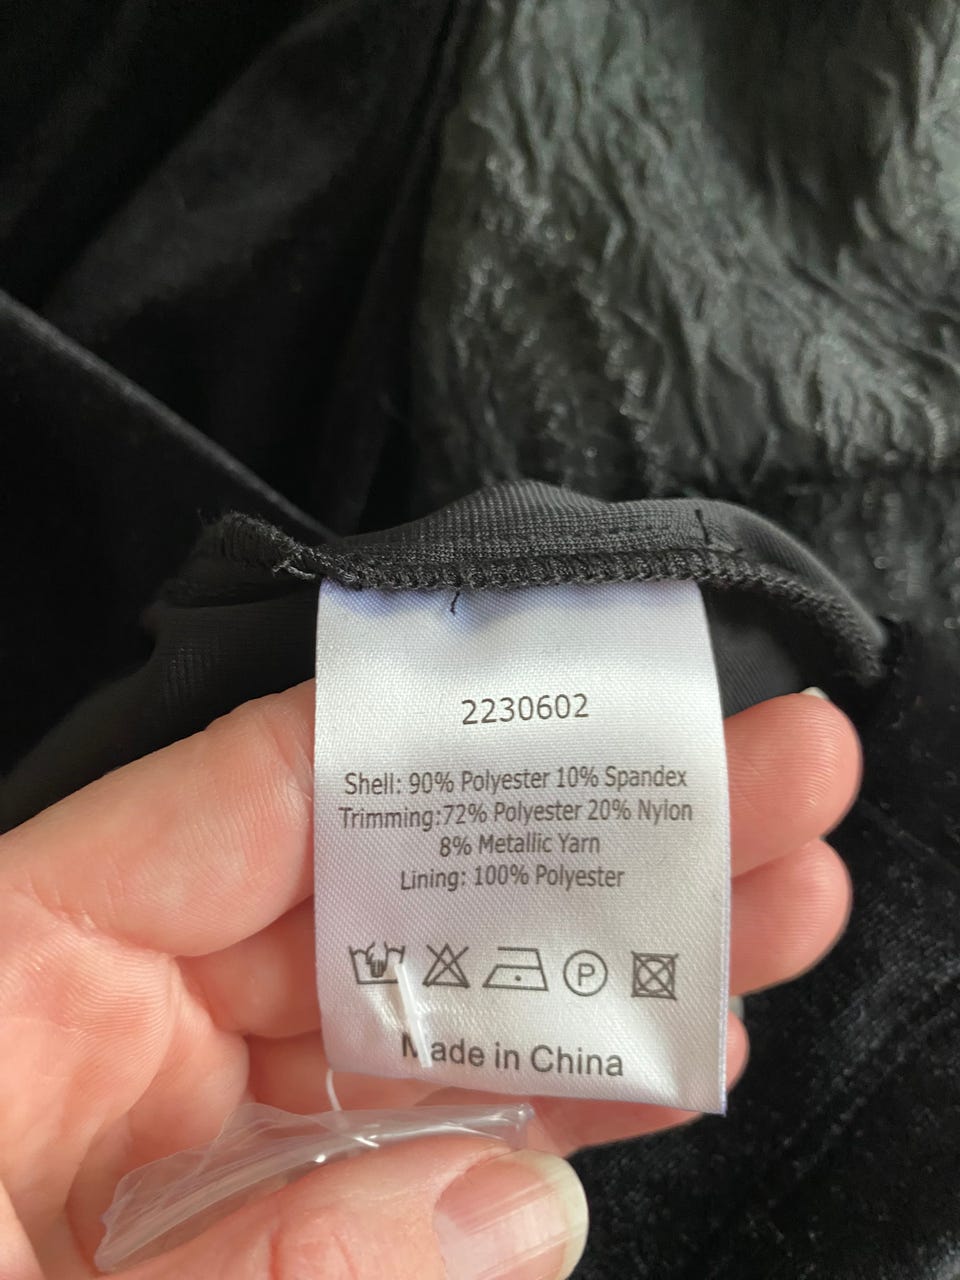 2230602
Shell: 90% Polyester 10% Spandex
Trimming:72% Polyester 20% Nylon
8% Metallic Yarn
Lining: 100% Polyester
P
Made in China